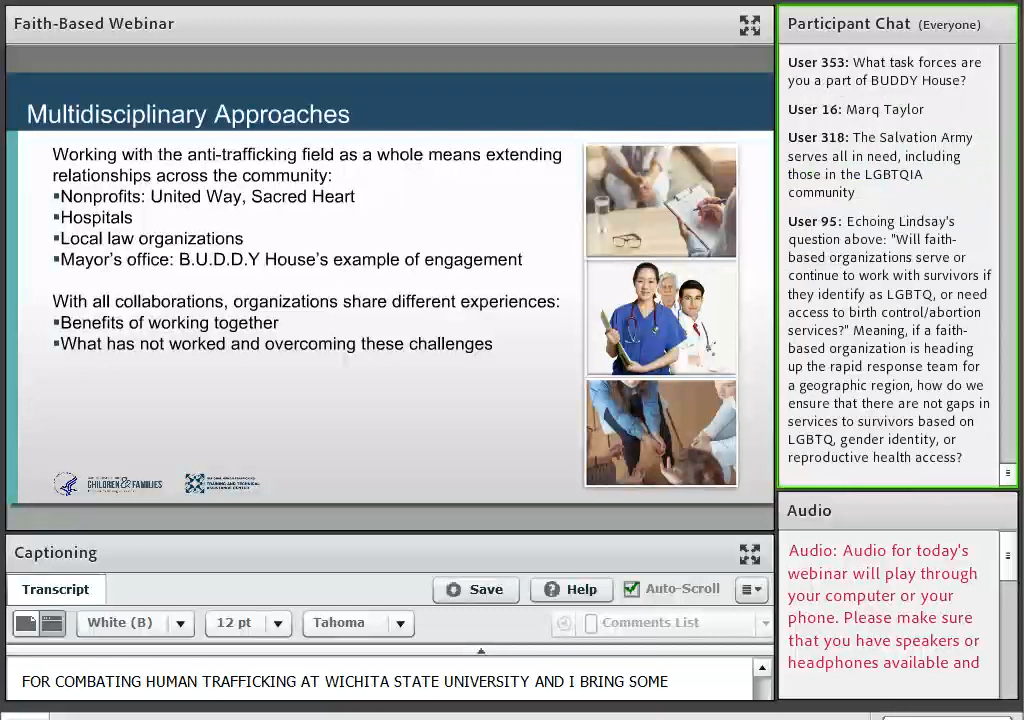 Faith-Based Webinar
Multidisciplinary Approaches
Working with the anti-trafficking field as a whole means extending
relationships across the community:
▪Nonprofits: United Way, Sacred Heart
▪Hospitals
▪Local law organizations
▪Mayor's office: B.U.D.D.Y House's example of engagement
With all collaborations, organizations share different experiences:
▪Benefits of working together
▪What has not worked and overcoming these challenges
CHILDREN & FAMILIES
Captioning
Transcript
Save
Help
Auto-Scroll
White (B)
12 pt
Tahoma
Comments List
FOR COMBATING HUMAN TRAFFICKING AT WICHITA STATE UNIVERSITY AND I BRING SOME
Participant Chat (Everyone)
User 353: What task forces are
you a part of BUDDY House?
User 16: Marq Taylor
User 318: The Salvation Army
serves all in need, including
those in the LGBTQIA
community
User 95: Echoing Lindsay's
question above: "Will faith-
based organizations serve or
continue to work with survivors if
they identify as LGBTQ, or need
access to birth control/abortion
services?" Meaning, if a faith-
based organization is heading
up the rapid response team for
a geographic region, how do we
ensure that there are not gaps in
services to survivors based on
LGBTQ, gender identity, or
reproductive health access?
Audio
Audio: Audio for today's
webinar will play through
your computer or your
phone. Please make sure
that you have speakers or
headphones available and